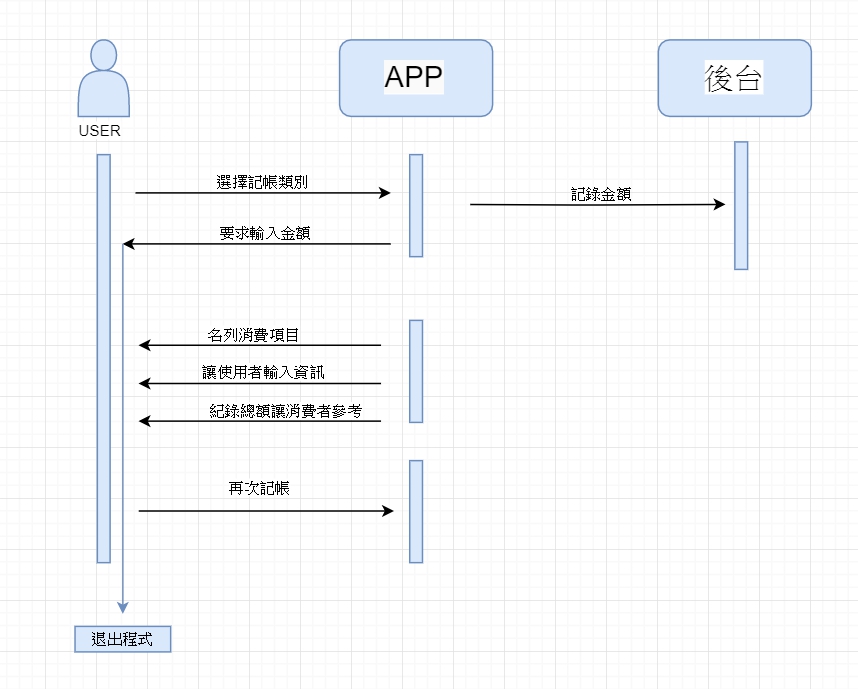 APP
後台
USER
選擇記帳類別
記錄金額
要求輸入金額
名列消費項目
讓使用者輸入資訊
紀錄總額讓消費者參考
再次記帳
退出程式